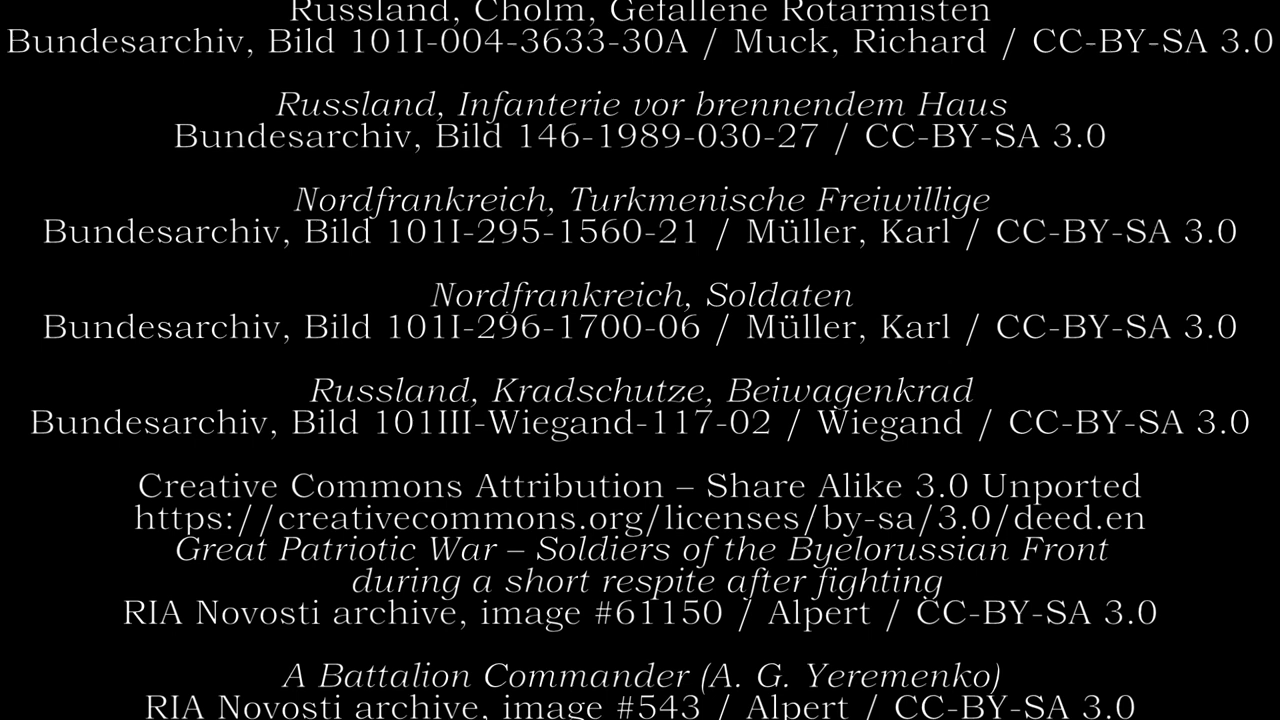 Russland, Cholm, Gefallene Rotarmisten
Bundesarchiv, Bild 101I-004-3633-30A / Muck, Richard / CC-BY-SA 3.0
Russland, Infanterie vor brennendem Haus
Bundesarchiv, Bild 146-1989-030-27 / CC-BY-SA 3.0
Nordfrankreich, Turkmenische Freiwillige
Bundesarchiv, Bild 101I-295-1560-21 / Müller, Karl / CC-BY-SA 3.0
Nordfrankreich, Soldaten
Bundesarchiv, Bild 101I-296-1700-06 / Müller, Karl / CC-BY-SA 3.0
Russland, Kradschutze, Beiwagenkrad
Bundesarchiv, Bild 101III-Wiegand-117-02 / Wiegand / CC-BY-SA 3.0
Creative Commons Attribution – Share Alike 3.0 Unported
https://creativecommons.org/licenses/by-sa/3.0/deed.en
Great Patriotic War – Soldiers of the Byelorussian Front
during a short respite after fighting
RIA Novosti archive, image #61150 / Alpert / CC-BY-SA 3.0
A Battalion Commander (A. G. Yeremenko)
RIA Novosti archive, image #543 / Alpert / CC-BY-SA 3.0